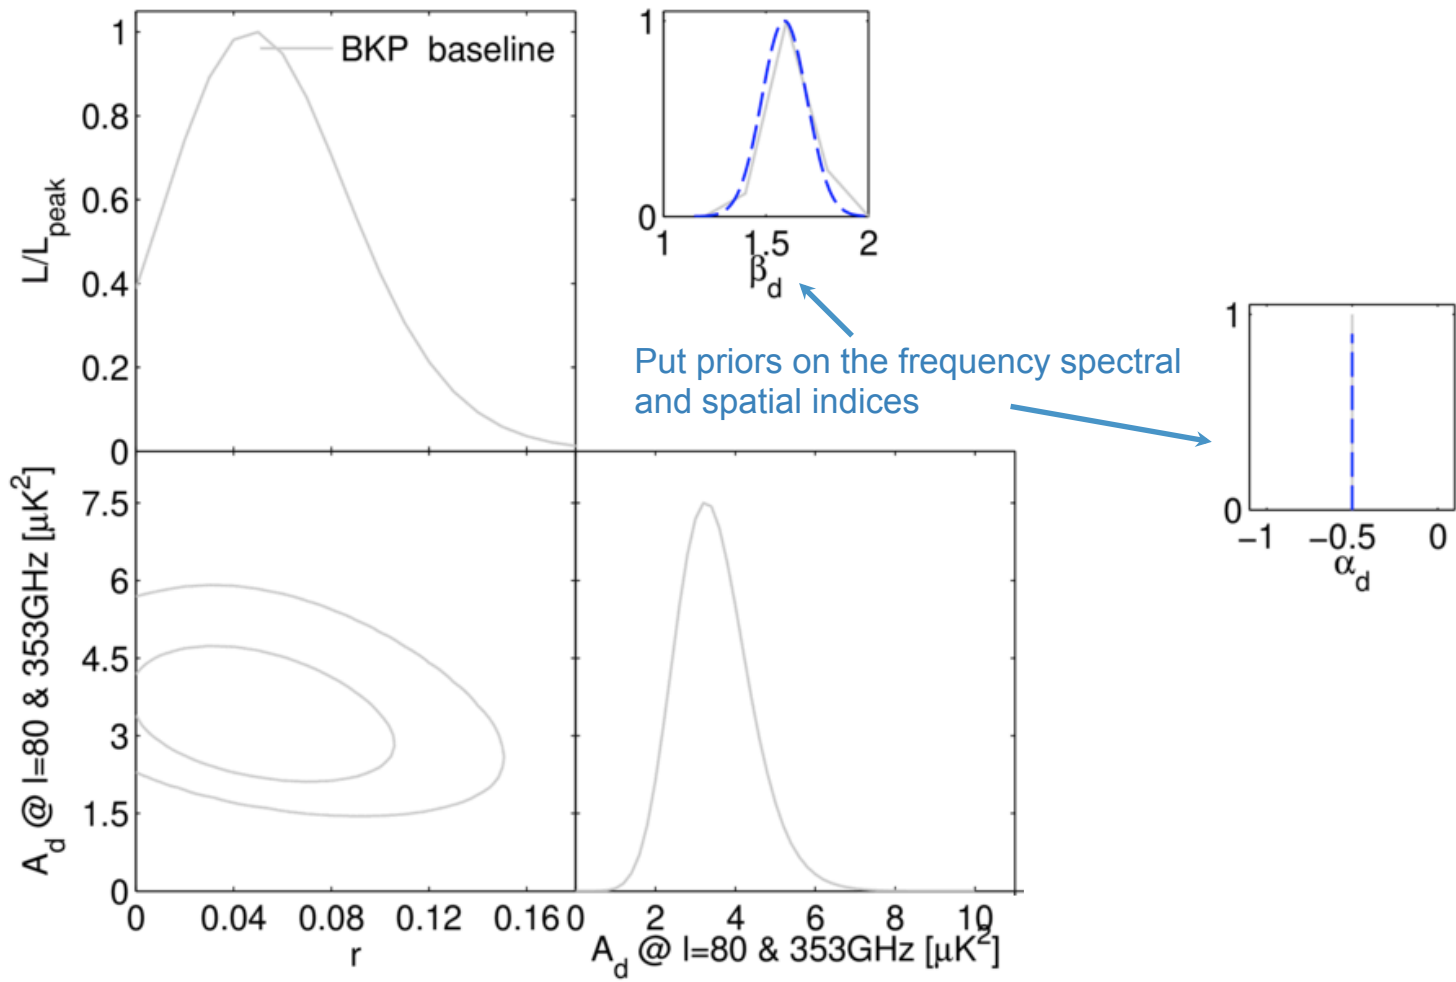 BKP baseline
L/L_peak
1
0.8
0.6
0.4
0.2
0
1
0
1 1.5 2
β_d
Put priors on the frequency spectral
and spatial indices
1
0
−1 −0.5 0
α_d
A_d @ l=80 & 353GHz [μK²]
7.5
6
4.5
3
1.5
0
0 0.04 0.08 0.12 0.16
r
0 2 4 6 8 10
A_d @ l=80 & 353GHz [μK²]